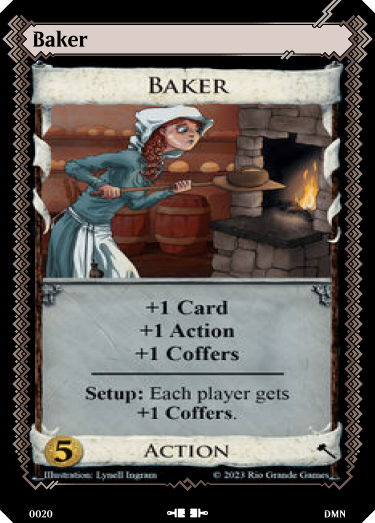 Baker
BAKER
+1 Card
+1 Action
+1 Coffers
Setup: Each player gets
+1 Coffers.
5
ACTION
Illustration: Lynell Ingram
© 2023 Rio Grande Games
0020
DMN